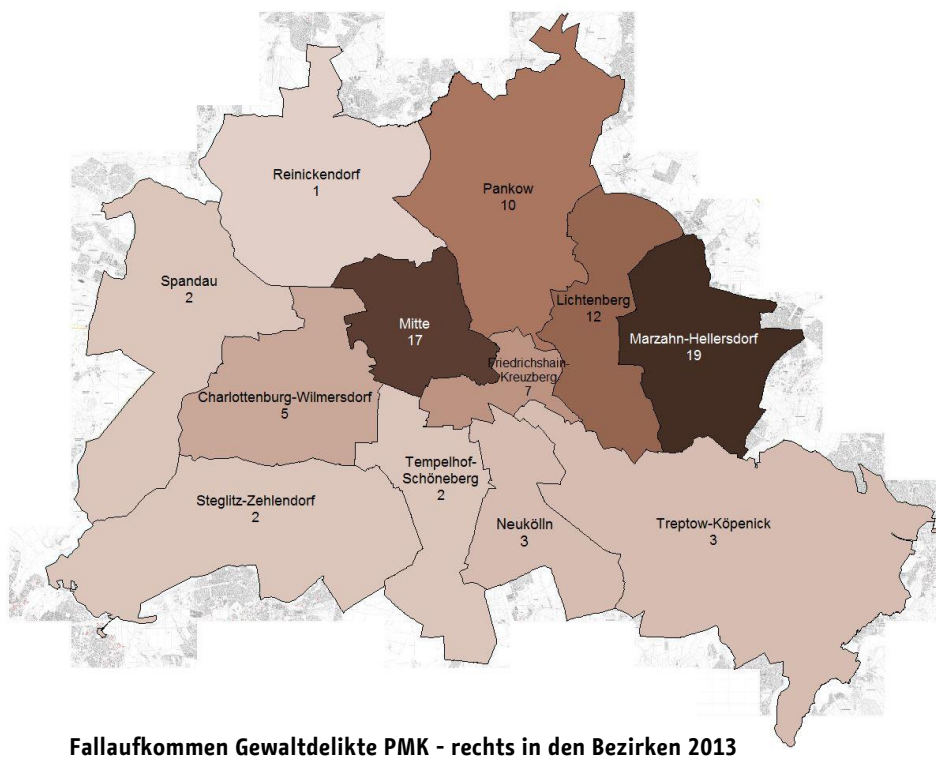 Reinickendorf
1
Pankow
10
Spandau
2
Lichtenberg
12
Mitte
17
Marzahn-Hellersdorf
19
Friedrichshain-
Kreuzberg
7
Charlottenburg-Wilmersdorf
5
Tempelhof-
Schöneberg
2
Steglitz-Zehlendorf
2
Neukölln
3
Treptow-Köpenick
3
Fallaufkommen Gewaltdelikte PMK - rechts in den Bezirken 2013